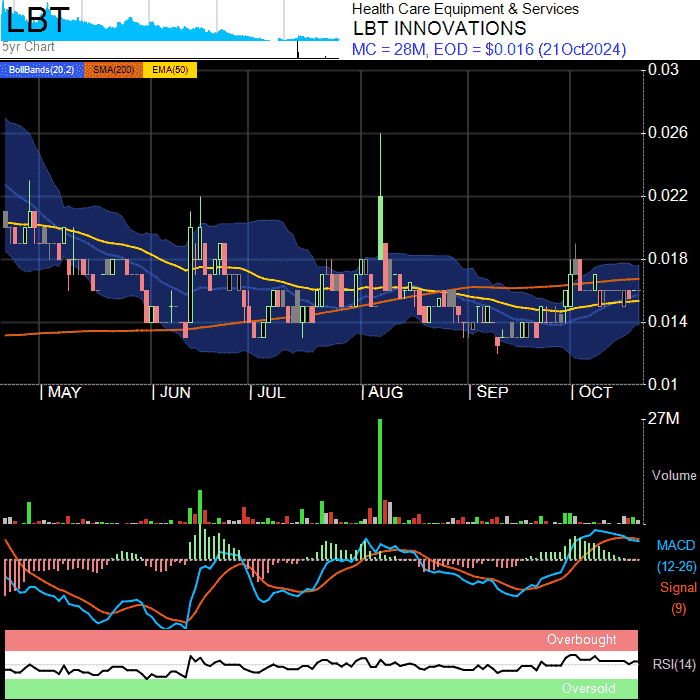 LBT
5yr Chart
Health Care Equipment & Services
LBT INNOVATIONS
MC = 28M, EOD = $0.016 (21Oct2024)
BollBands(20,2) SMA(200) EMA(50)
0.03
0.026
0.022
0.018
0.014
0.01
MAY JUN JUL AUG SEP OCT
27M
Volume
MACD
(12-26)
Signal
(9)
Overbought
RSI(14)
Oversold